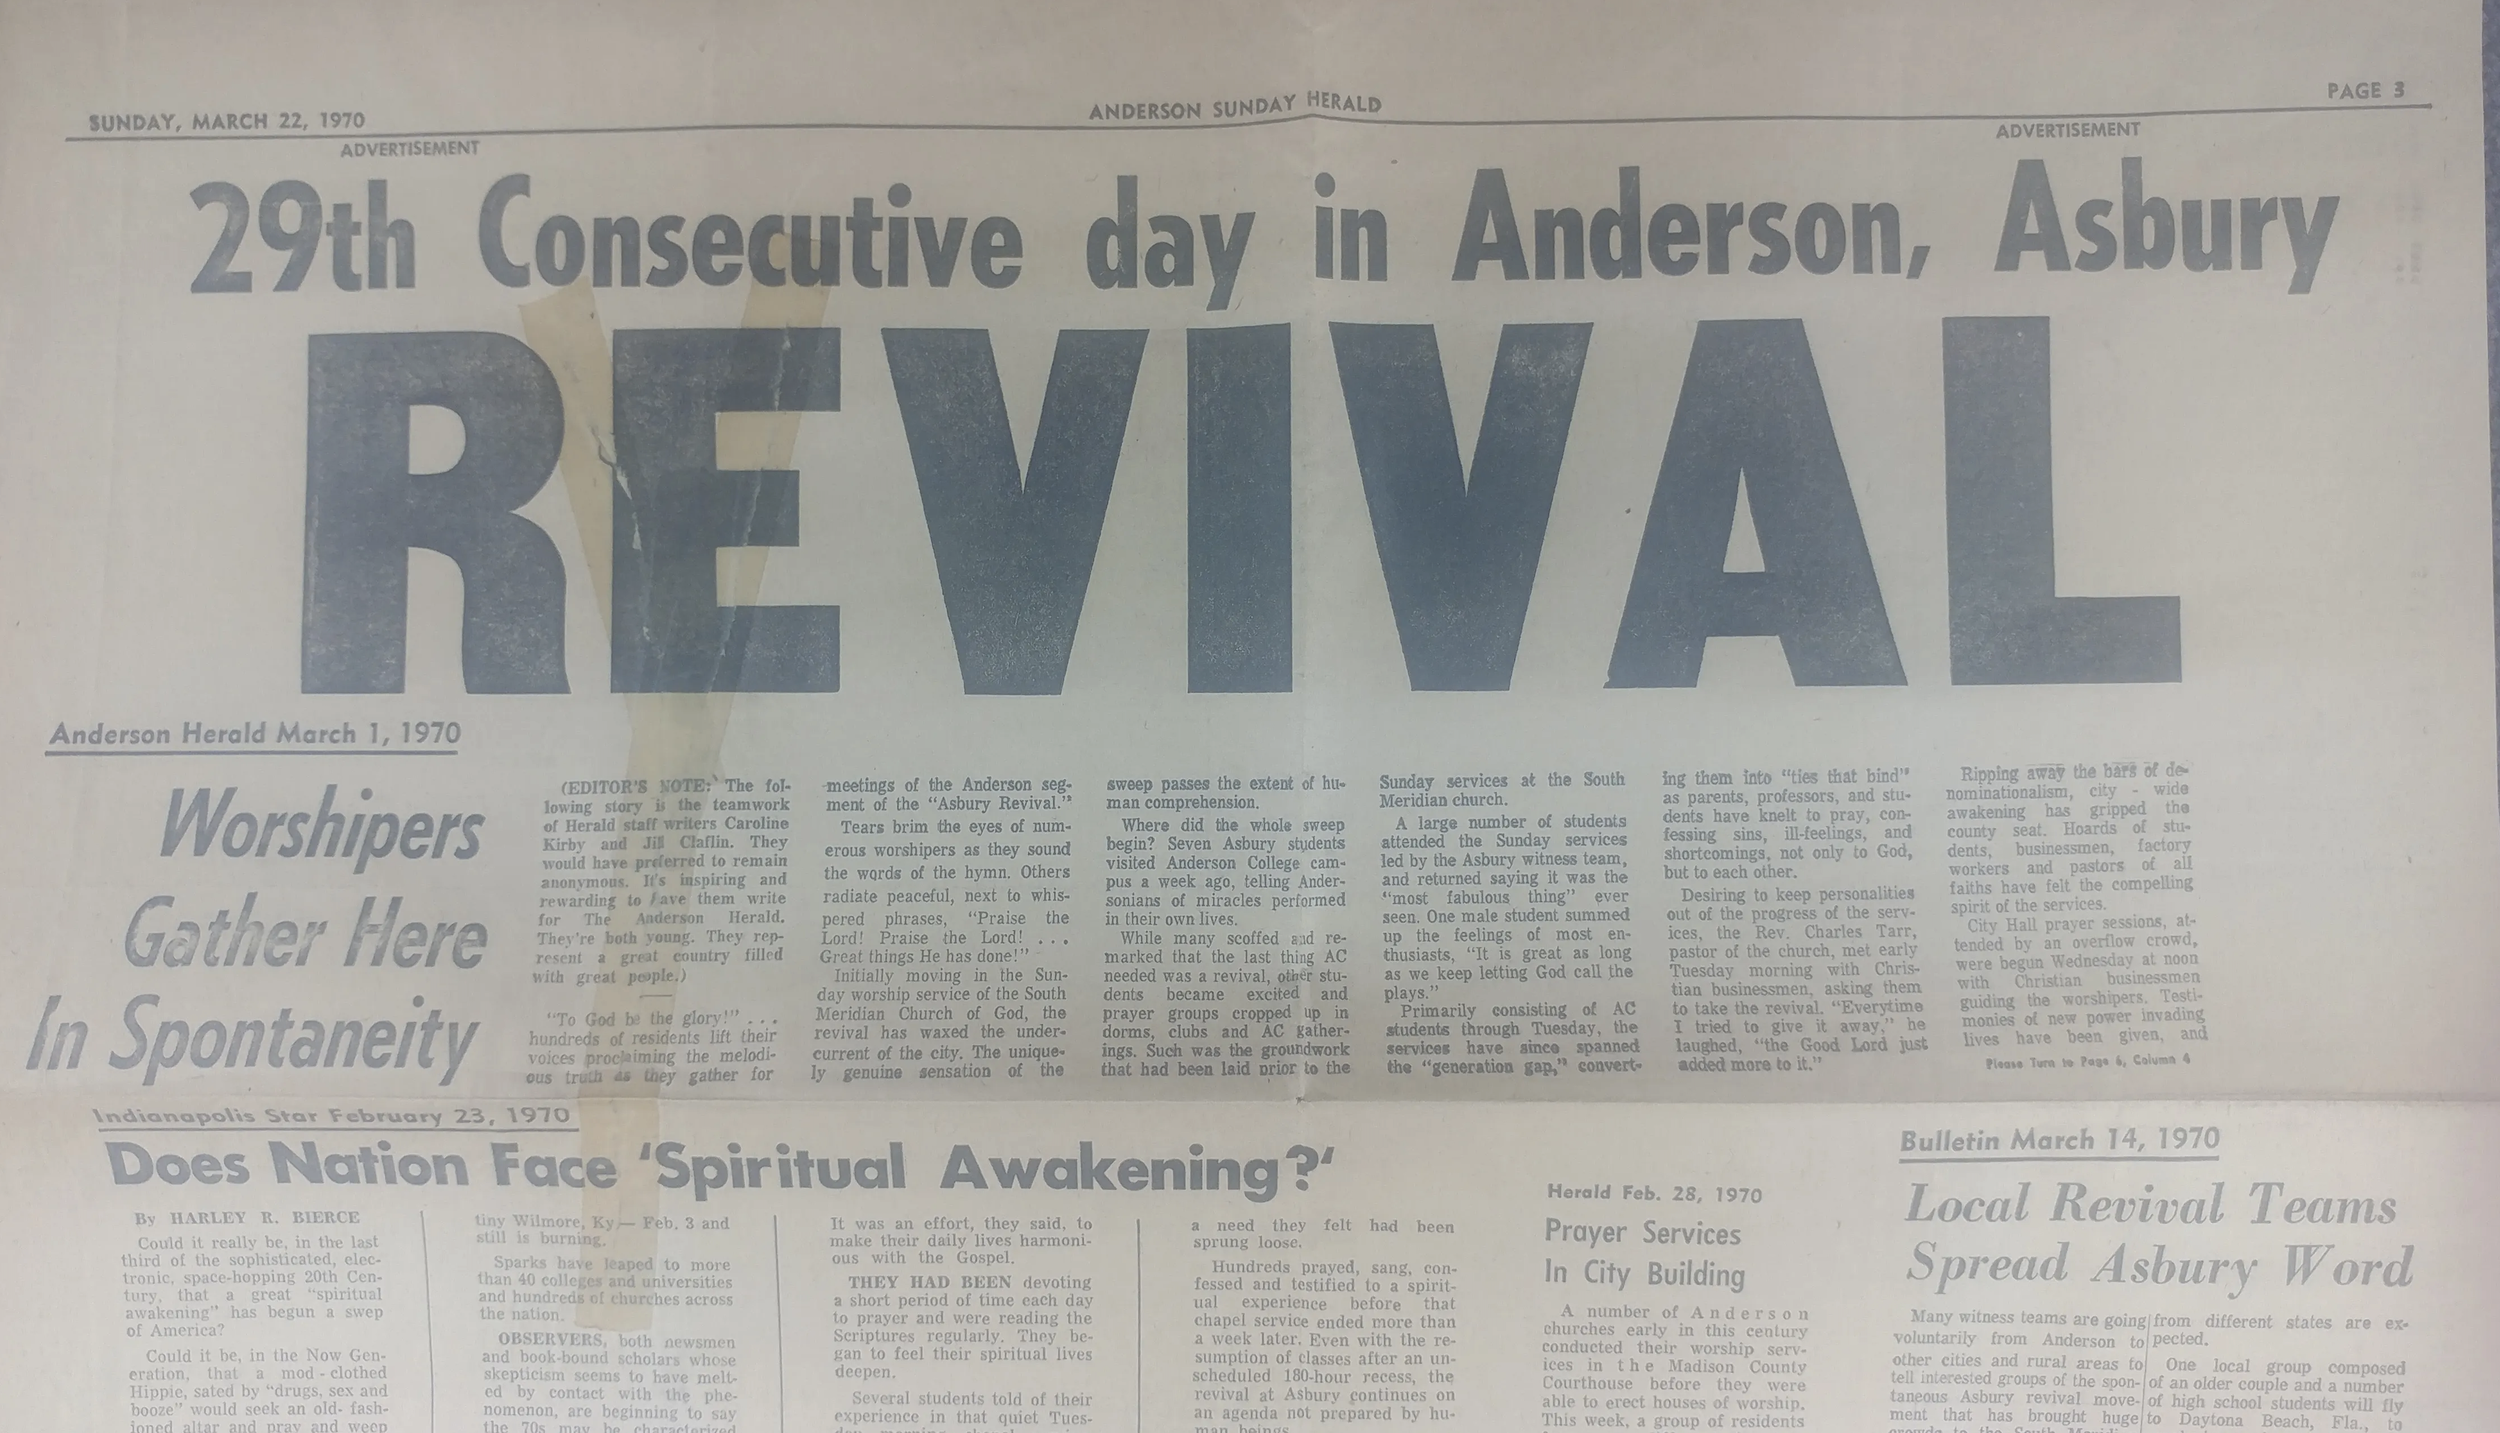 SUNDAY, MARCH 22, 1970
ANDERSON SUNDAY HERALD
PAGE 3
ADVERTISEMENT
ADVERTISEMENT
29th Consecutive day in Anderson, Asbury
REVIVAL
Anderson Herald March 1, 1970
Worshipers
Gather Here
In Spontaneity
(EDITOR'S NOTE: The fol-
lowing story is the teamwork
of Herald staff writers Caroline
Kirby and Jill Claflin. They
would have preferred to remain
anonymous. It's inspiring and
rewarding to have them write
for The Anderson Herald.
They're both young. They rep-
resent a great country filled
with great people.)
"To God be the glory!" . . .
hundreds of residents lift their
voices proclaiming the melodi-
ous truth as they gather for
meetings of the Anderson seg-
ment of the "Asbury Revival."
Tears brim the eyes of num-
erous worshipers as they sound
the words of the hymn. Others
radiate peaceful, next to whis-
pered phrases, "Praise the
Lord! Praise the Lord! . . .
Great things He has done!"
Initially moving in the Sun-
day worship service of the South
Meridian Church of God, the
revival has waxed the under-
current of the city. The unique-
ly genuine sensation of the
sweep passes the extent of hu-
man comprehension.
Where did the whole sweep
begin? Seven Asbury students
visited Anderson College cam-
pus a week ago, telling Ander-
sonians of miracles performed
in their own lives.
While many scoffed and re-
marked that the last thing AC
needed was a revival, other stu-
dents became excited and
prayer groups cropped up in
dorms, clubs and AC gather-
ings. Such was the groundwork
that had been laid prior to the
Sunday services at the South
Meridian church.
A large number of students
attended the Sunday services
led by the Asbury witness team,
and returned saying it was the
"most fabulous thing" ever
seen. One male student summed
up the feelings of most en-
thusiasts, "It is great as long
as we keep letting God call the
plays."
Primarily consisting of AC
students through Tuesday, the
services have since spanned
the "generation gap," convert-
ing them into "ties that bind"
as parents, professors, and stu-
dents have knelt to pray, con-
fessing sins, ill-feelings, and
shortcomings, not only to God,
but to each other.
Desiring to keep personalities
out of the progress of the serv-
ices, the Rev. Charles Tarr,
pastor of the church, met early
Tuesday morning with Chris-
tian businessmen, asking them
to take the revival. "Everytime
I tried to give it away," he
laughed, "the Good Lord just
added more to it."
Ripping away the bars of de-
nominationalism, city - wide
awakening has gripped the
county seat. Hoards of stu-
dents, businessmen, factory
workers and pastors of all
faiths have felt the compelling
spirit of the services.
City Hall prayer sessions, at-
tended by an overflow crowd,
were begun Wednesday at noon
with Christian businessmen
guiding the worshipers. Testi-
monies of new power invading
lives have been given, and
Please Turn to Page 6, Column 4
Indianapolis Star February 23, 1970
Does Nation Face 'Spiritual Awakening?'
By HARLEY R. BIERCE
Could it really be, in the last
third of the sophisticated, elec-
tronic, space-hopping 20th Cen-
tury, that a great "spiritual
awakening" has begun a swep
of America?
Could it be, in the Now Gen-
eration, that a mod - clothed
Hippie, sated by "drugs, sex and
booze" would seek an old- fash-
ioned altar and pray and weep
tiny Wilmore, Ky.— Feb. 3 and
still is burning.
Sparks have leaped to more
than 40 colleges and universities
and hundreds of churches across
the nation.
OBSERVERS, both newsmen
and book-bound scholars whose
skepticism seems to have melt-
ed by contact with the phe-
nomenon, are beginning to say
the 70s may be characterized
It was an effort, they said, to
make their daily lives harmoni-
ous with the Gospel.
THEY HAD BEEN devoting
a short period of time each day
to prayer and were reading the
Scriptures regularly. They be-
gan to feel their spiritual lives
deepen.
Several students told of their
experience in that quiet Tues-
a need they felt had been
sprung loose.
Hundreds prayed, sang, con-
fessed and testified to a spirit-
ual experience before that
chapel service ended more than
a week later. Even with the re-
sumption of classes after an un-
scheduled 180-hour recess, the
revival at Asbury continues on
an agenda not prepared by hu-
man beings.
Herald Feb. 28, 1970
Prayer Services
In City Building
A number of Anderson
churches early in this century
conducted their worship serv-
ices in the Madison County
Courthouse before they were
able to erect houses of worship.
This week, a group of residents
Bulletin March 14, 1970
Local Revival Teams
Spread Asbury Word
Many witness teams are going
voluntarily from Anderson to
other cities and rural areas to
tell interested groups of the spon-
taneous Asbury revival move-
ment that has brought huge
from different states are ex-
pected.
One local group composed
of an older couple and a number
of high school students will fly
to Daytona Beach, Fla., to